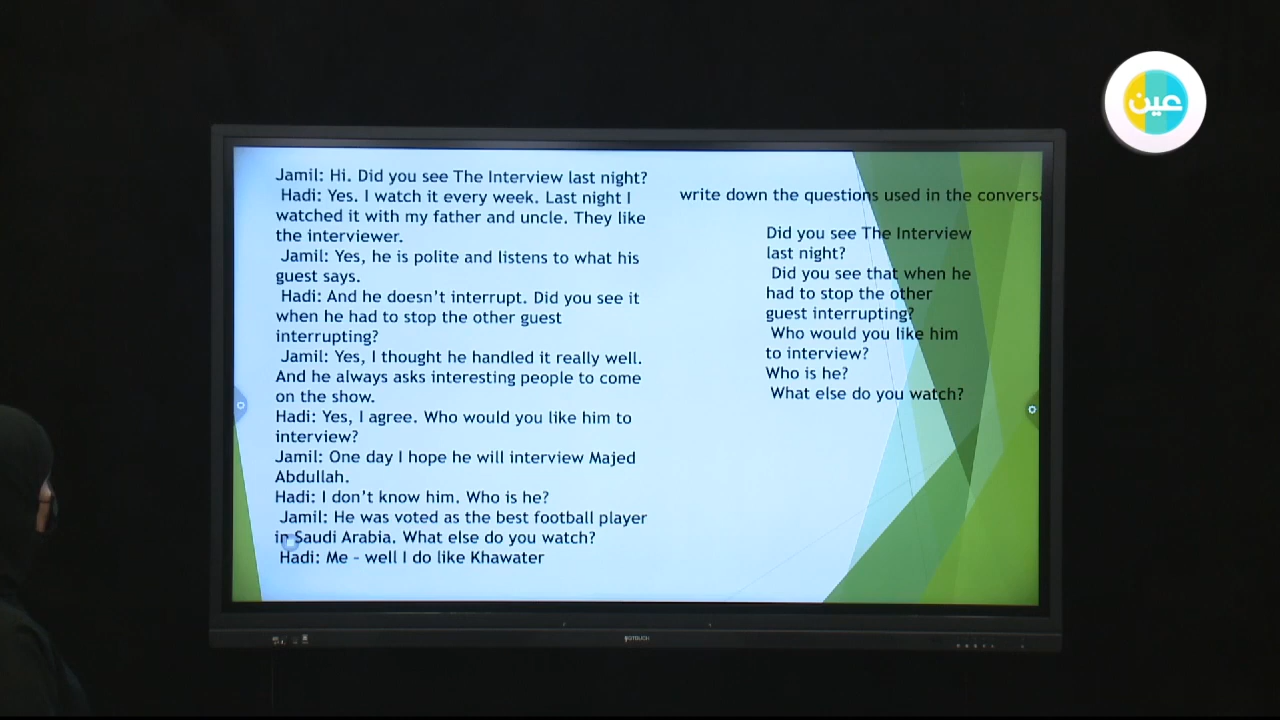 عين
Jamil: Hi. Did you see The Interview last night?
Hadi: Yes. I watch it every week. Last night I
watched it with my father and uncle. They like
the interviewer.
Jamil: Yes, he is polite and listens to what his
guest says.
Hadi: And he doesn't interrupt. Did you see it
when he had to stop the other guest
interrupting?
Jamil: Yes, I thought he handled it really well.
And he always asks interesting people to come
on the show.
Hadi: Yes, I agree. Who would you like him to
interview?
Jamil: One day I hope he will interview Majed
Abdullah.
Hadi: I don't know him. Who is he?
Jamil: He was voted as the best football player
in Saudi Arabia. What else do you watch?
Hadi: Me - well I do like Khawater
write down the questions used in the conversa
Did you see The Interview
last night?
Did you see that when he
had to stop the other
guest interrupting?
Who would you like him
to interview?
Who is he?
What else do you watch?